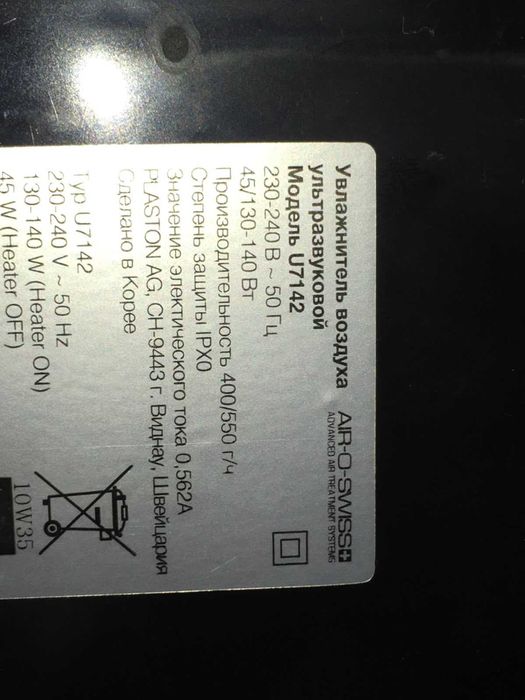 Увлажнитель воздуха
ультразвуковой
Модель U7142
AIR-O-SWISS
ADVANCED AIR TREATMENT SYSTEMS
230-240 В ~ 50 Гц
45/130-140 Вт
Производительность 400/550 г/ч
Степень защиты IPX0
Значение электического тока 0,562A
PLASTON AG, CH-9443 г. Виднау, Швейцария
Сделано в Корее
Typ U7142
230-240 V ~ 50 Hz
130-140 W (Heater ON)
45 W (Heater OFF)
10W35